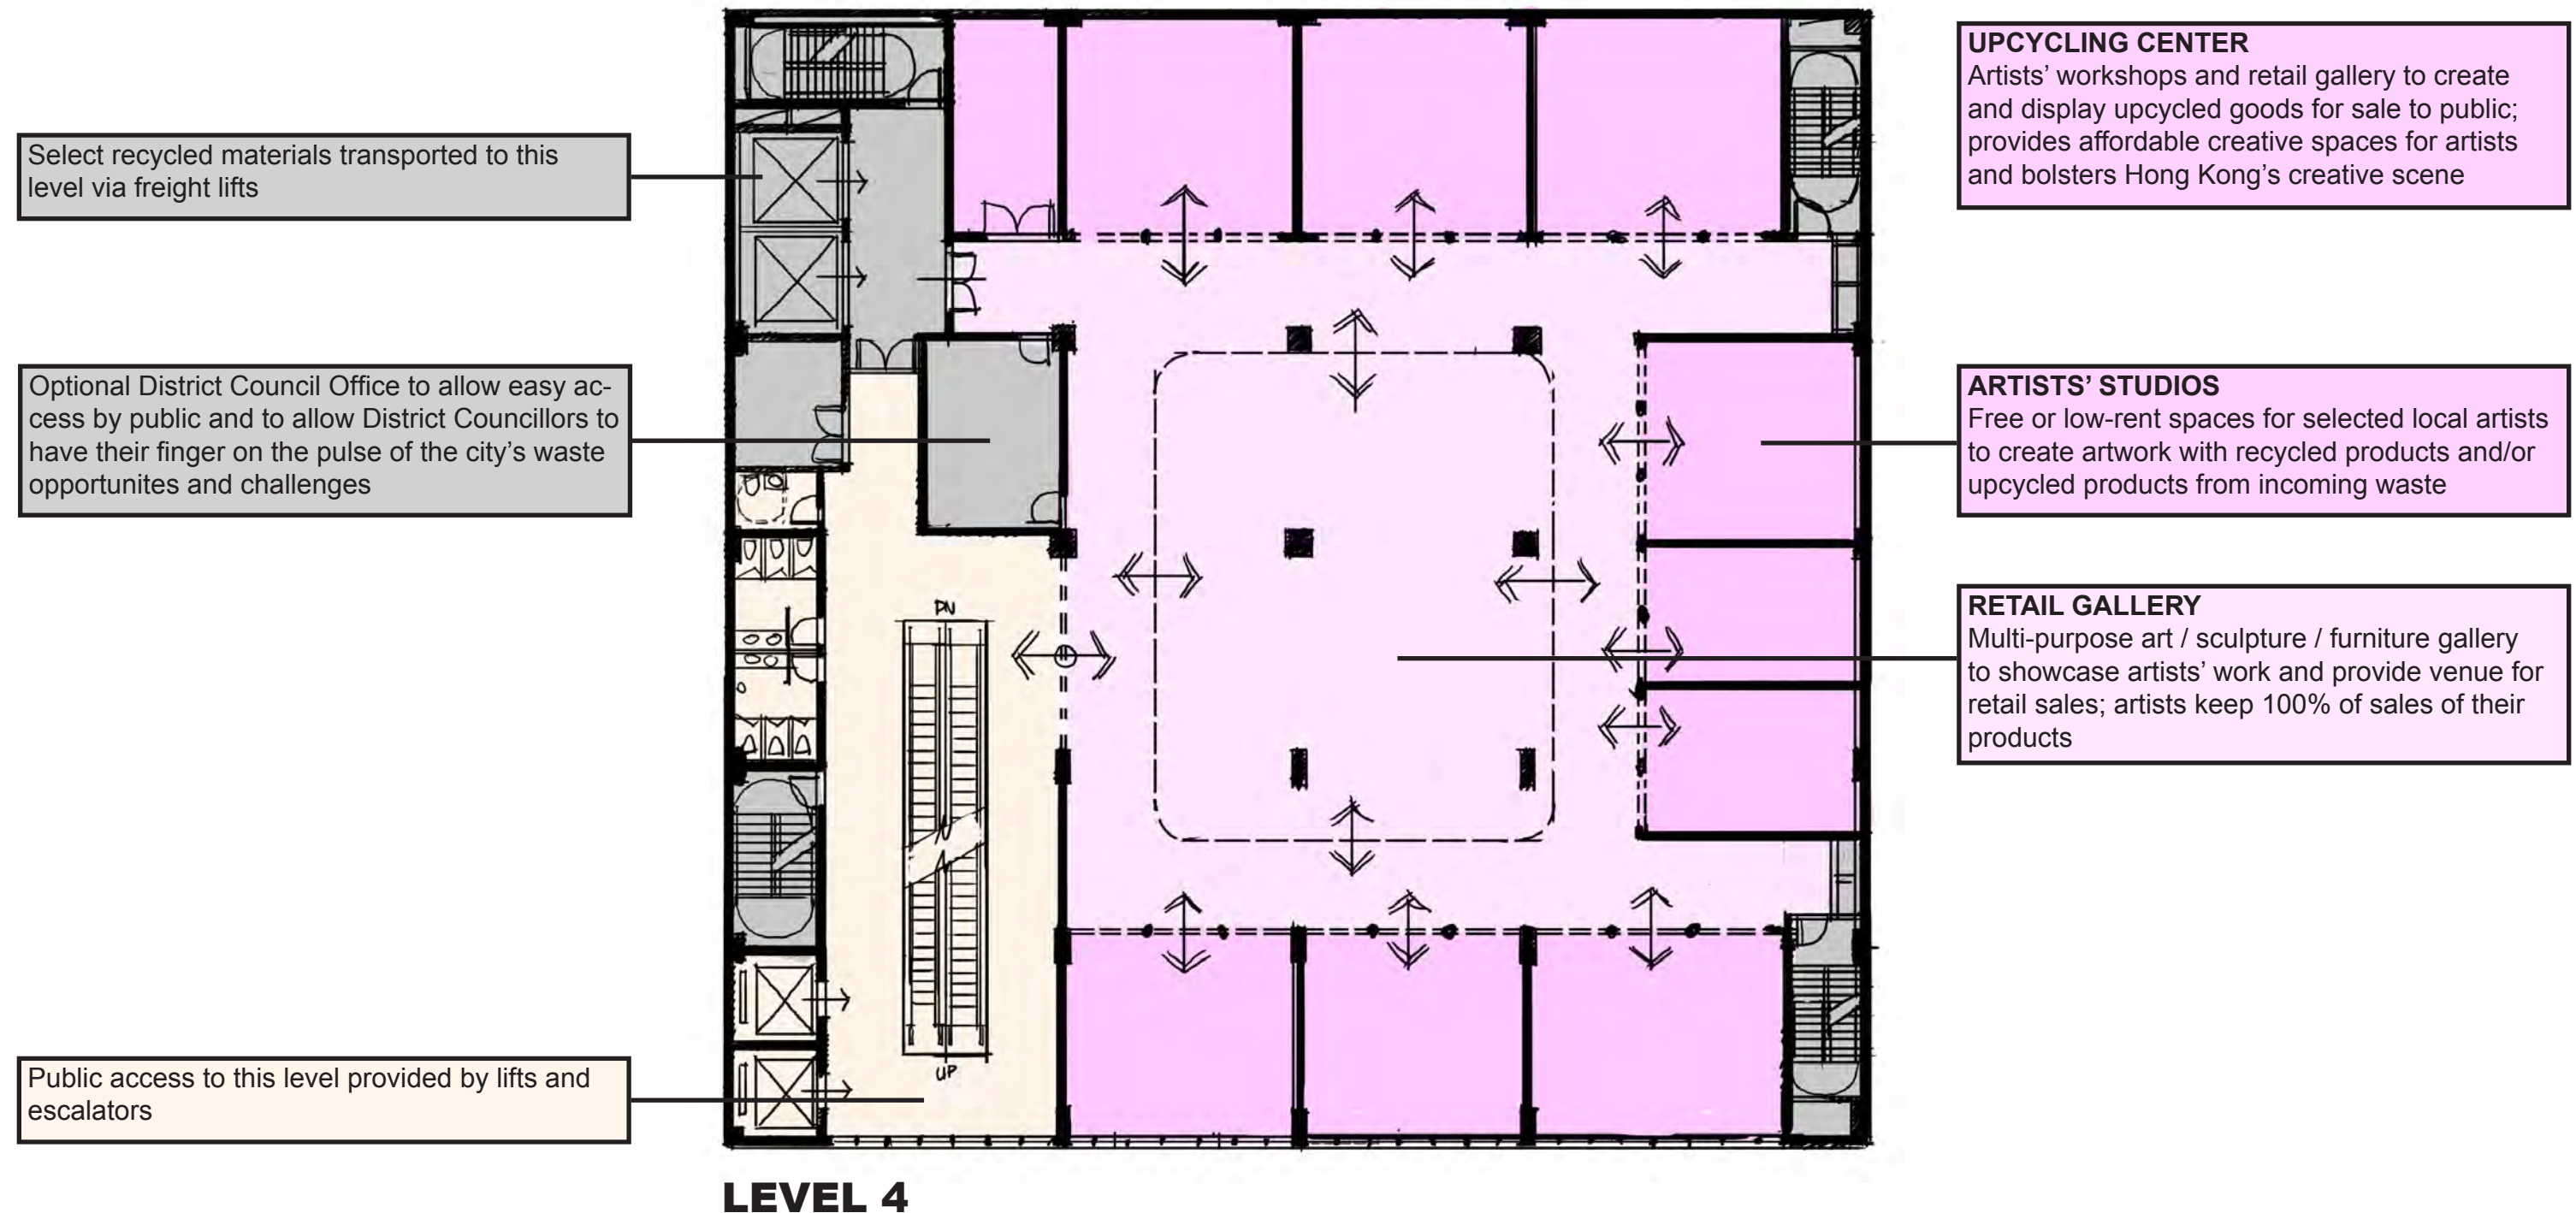 Select recycled materials transported to this
level via freight lifts
Optional District Council Office to allow easy ac-
cess by public and to allow District Councillors to
have their finger on the pulse of the city's waste
opportunites and challenges
Public access to this level provided by lifts and
escalators
DN
UP
UPCYCLING CENTER
Artists' workshops and retail gallery to create
and display upcycled goods for sale to public;
provides affordable creative spaces for artists
and bolsters Hong Kong's creative scene
ARTISTS' STUDIOS
Free or low-rent spaces for selected local artists
to create artwork with recycled products and/or
upcycled products from incoming waste
RETAIL GALLERY
Multi-purpose art / sculpture / furniture gallery
to showcase artists' work and provide venue for
retail sales; artists keep 100% of sales of their
products
LEVEL 4